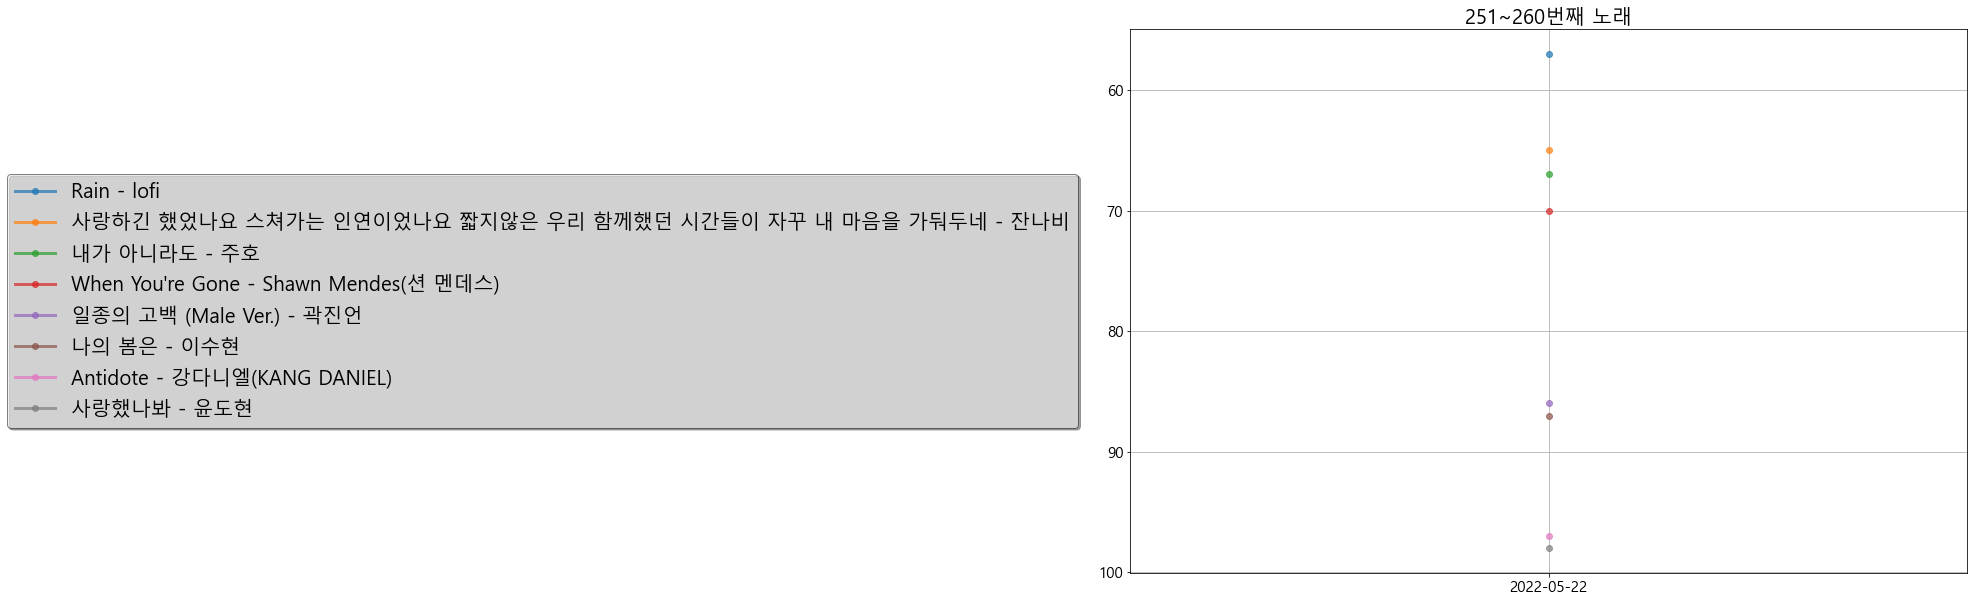 251~260번째 노래
Rain - lofi
사랑하긴 했었나요 스쳐가는 인연이었나요 짧지않은 우리 함께했던 시간들이 자꾸 내 마음을 가둬두네 - 잔나비
내가 아니라도 - 주호
When You're Gone - Shawn Mendes(션 멘데스)
일종의 고백 (Male Ver.) - 곽진언
나의 봄은 - 이수현
Antidote - 강다니엘(KANG DANIEL)
사랑했나봐 - 윤도현
60
70
80
90
100
2022-05-22